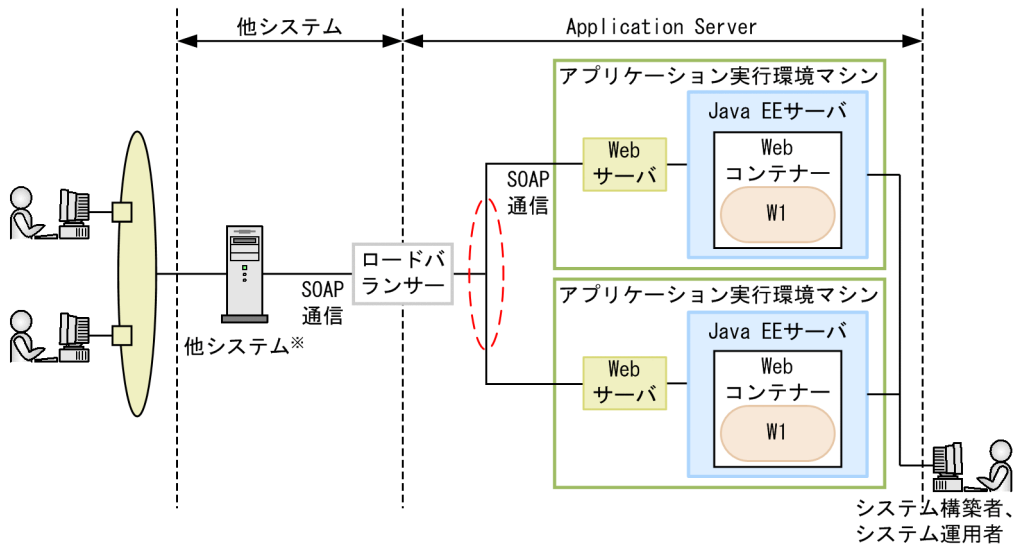 他システム
Application Server
アプリケーション実行環境マシン
Java EEサーバ
Web
サーバ
Web
コンテナー
W1
SOAP
通信
ロードバ
ランサー
SOAP
通信
他システム※
アプリケーション実行環境マシン
Java EEサーバ
Web
サーバ
Web
コンテナー
W1
システム構築者、
システム運用者